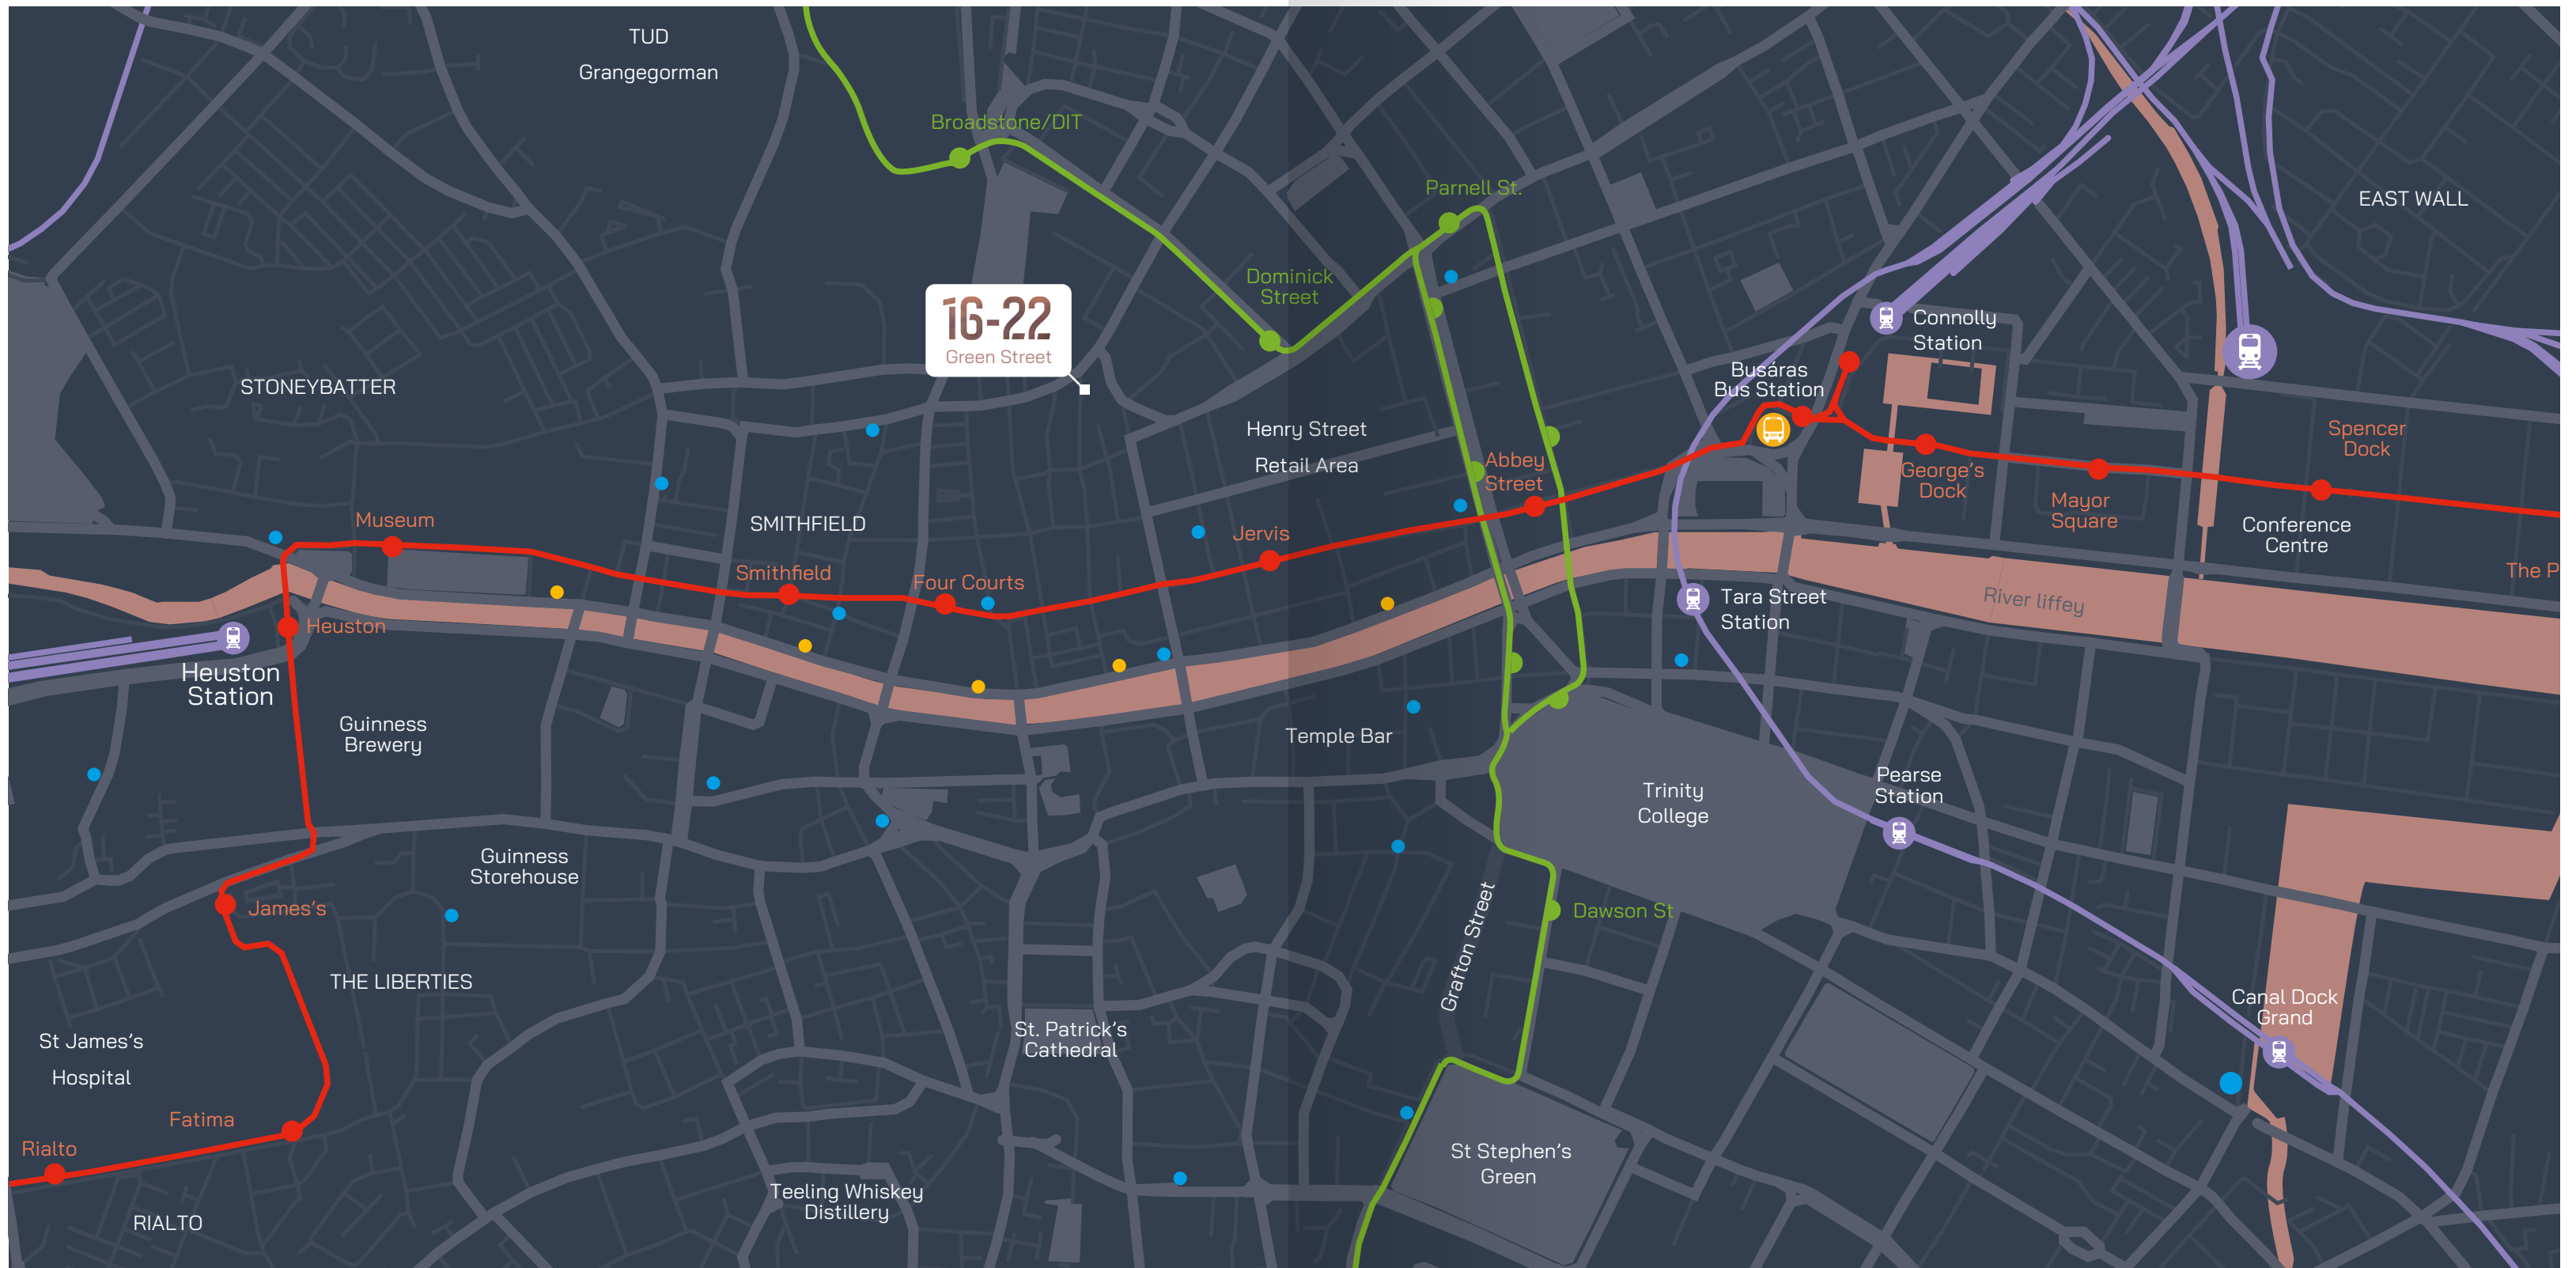 TUD
Grangegorman
Broadstone/DIT
Parnell St.
EAST WALL
Dominick
Street
16-22
Green Street
Connolly
Station
Busáras
Bus Station
STONEYBATTER
Henry Street
Retail Area
Abbey
Street
George's
Dock
Spencer
Dock
Mayor
Square
Conference
Centre
Museum
SMITHFIELD
Jervis
Smithfield
Four Courts
The P
River liffey
Tara Street
Station
Heuston
Heuston
Station
Guinness
Brewery
Temple Bar
Trinity
College
Pearse
Station
Guinness
Storehouse
James's
Grafton Street
Dawson St
THE LIBERTIES
Canal Dock
Grand
St James's
Hospital
St. Patrick's
Cathedral
Fatima
Rialto
St Stephen's
Green
Teeling Whiskey
Distillery
RIALTO